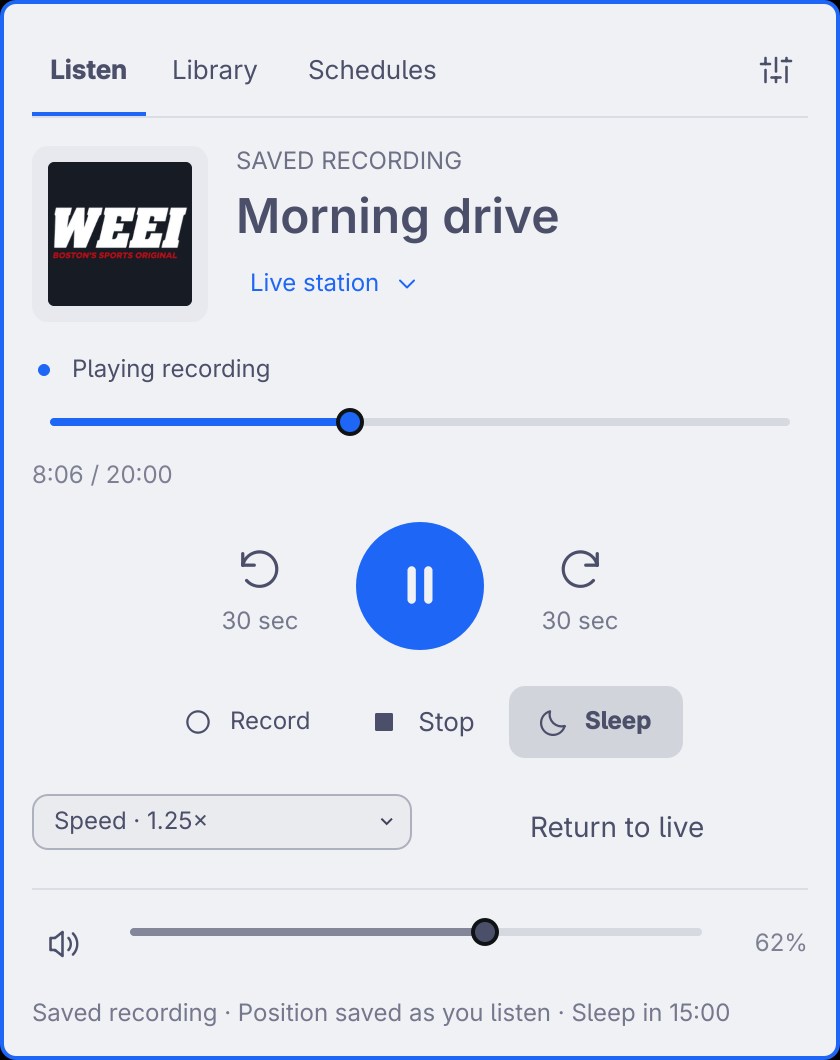 Listen Library Schedules
SAVED RECORDING
Morning drive
WEEI
BOSTON'S SPORTS ORIGINAL
Live station
Playing recording
8:06 / 20:00
30 sec 30 sec
Record Stop Sleep
Speed · 1.25× Return to live
62%
Saved recording · Position saved as you listen · Sleep in 15:00